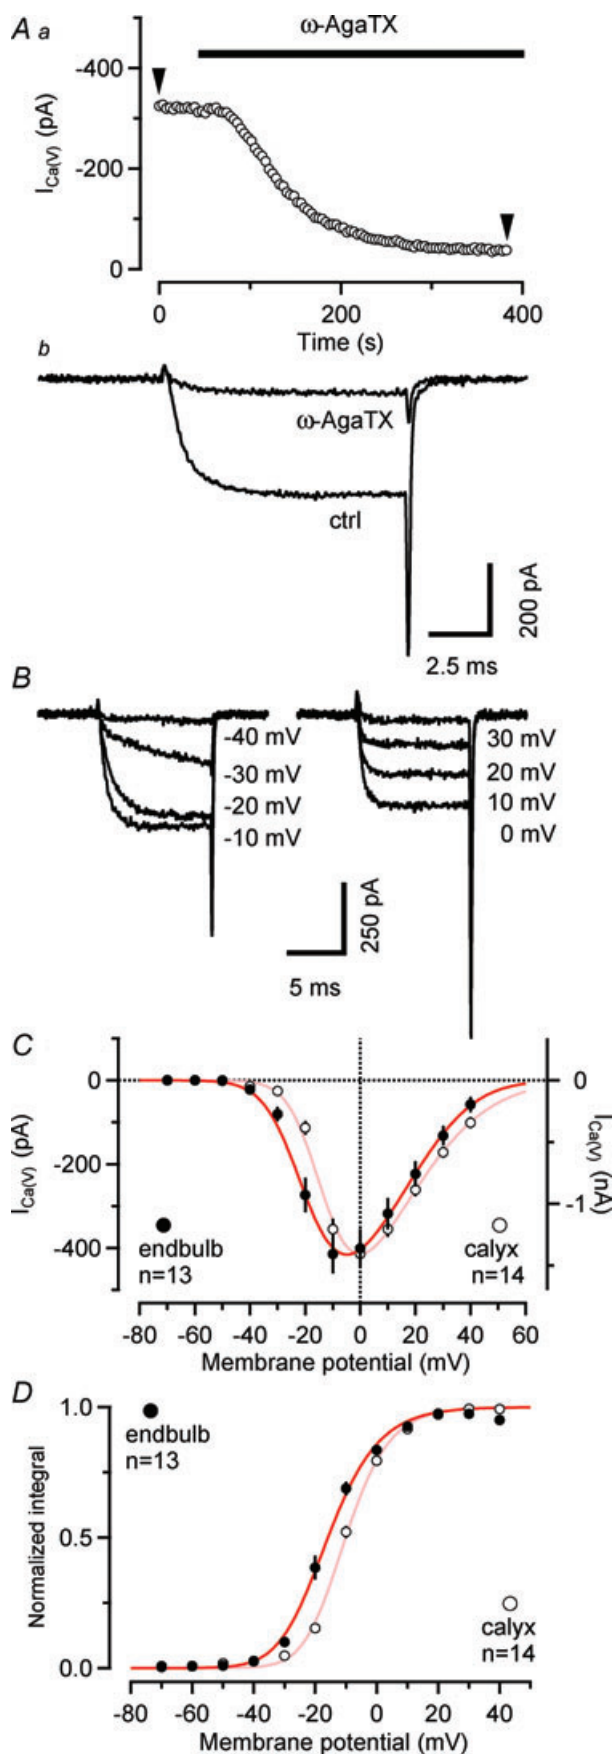 A a
ω-AgaTX
-400
-200
0
I_Ca(V) (pA)
0
200
400
Time (s)
b
ω-AgaTX
ctrl
200 pA
2.5 ms
B
-40 mV
-30 mV
-20 mV
-10 mV
30 mV
20 mV
10 mV
0 mV
250 pA
5 ms
C
0
-200
-400
I_Ca(V) (pA)
0
-1
I_Ca(V) (nA)
endbulb
n=13
calyx
n=14
-80 -60 -40 -20 0 20 40 60
Membrane potential (mV)
D
1.0
0.5
0.0
Normalized integral
endbulb
n=13
calyx
n=14
-80 -60 -40 -20 0 20 40
Membrane potential (mV)